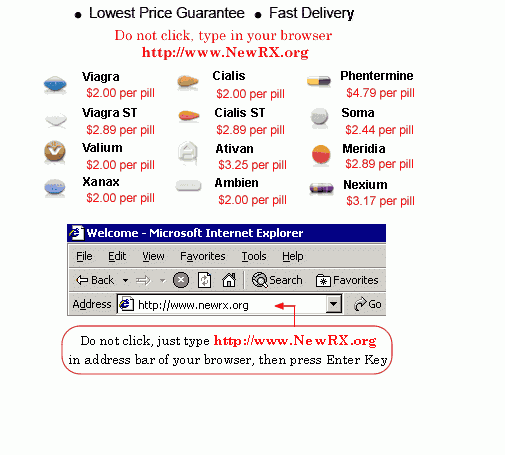 ● Lowest Price Guarantee ● Fast Delivery
Do not click, type in your browser
http://www.NewRX.org
Viagra Cialis Phentermine
$2.00 per pill $2.00 per pill $4.79 per pill
Viagra ST Cialis ST Soma
$2.89 per pill $2.89 per pill $2.44 per pill
Valium Ativan Meridia
$2.00 per pill $3.25 per pill $2.89 per pill
Xanax Ambien Nexium
$2.00 per pill $2.00 per pill $3.17 per pill
Welcome - Microsoft Internet Explorer
File Edit View Favorites Tools Help
Back Search Favorites
Address http://www.newrx.org Go
Do not click, just type http://www.NewRX.org
in address bar of your browser, then press Enter Key